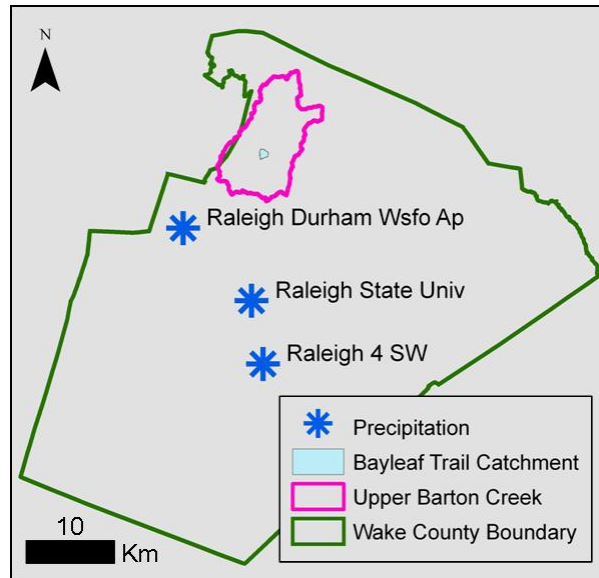 N
Raleigh Durham Wsfo Ap
Raleigh State Univ
Raleigh 4 SW
Precipitation
Bayleaf Trail Catchment
Upper Barton Creek
Wake County Boundary
10
Km